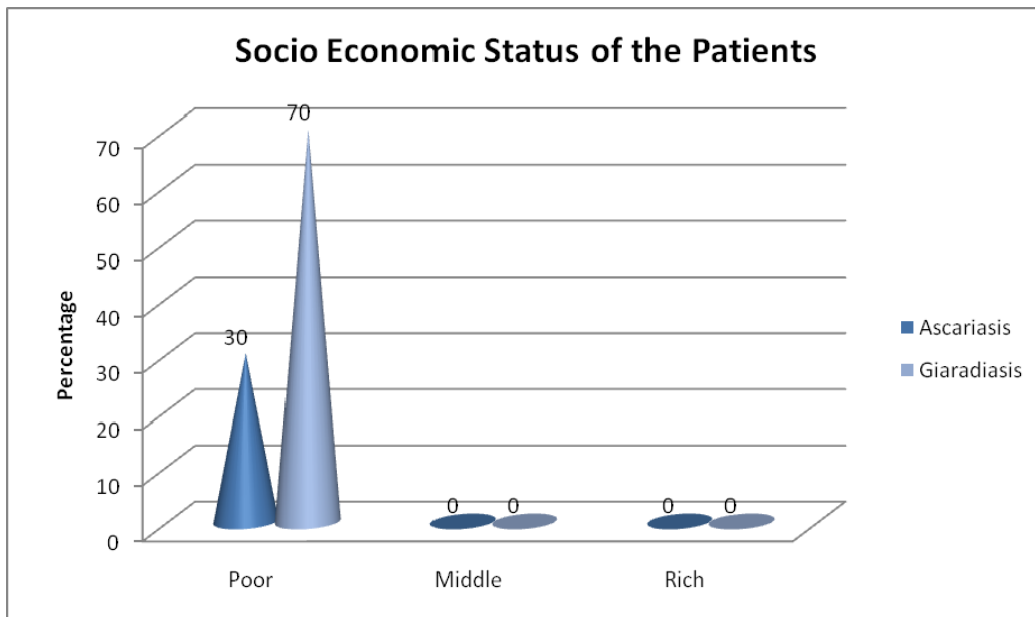 Socio Economic Status of the Patients
Percentage
70
60
50
40
30
20
10
0
30
70
0
0
0
0
Poor
Middle
Rich
Ascariasis
Giaradiasis